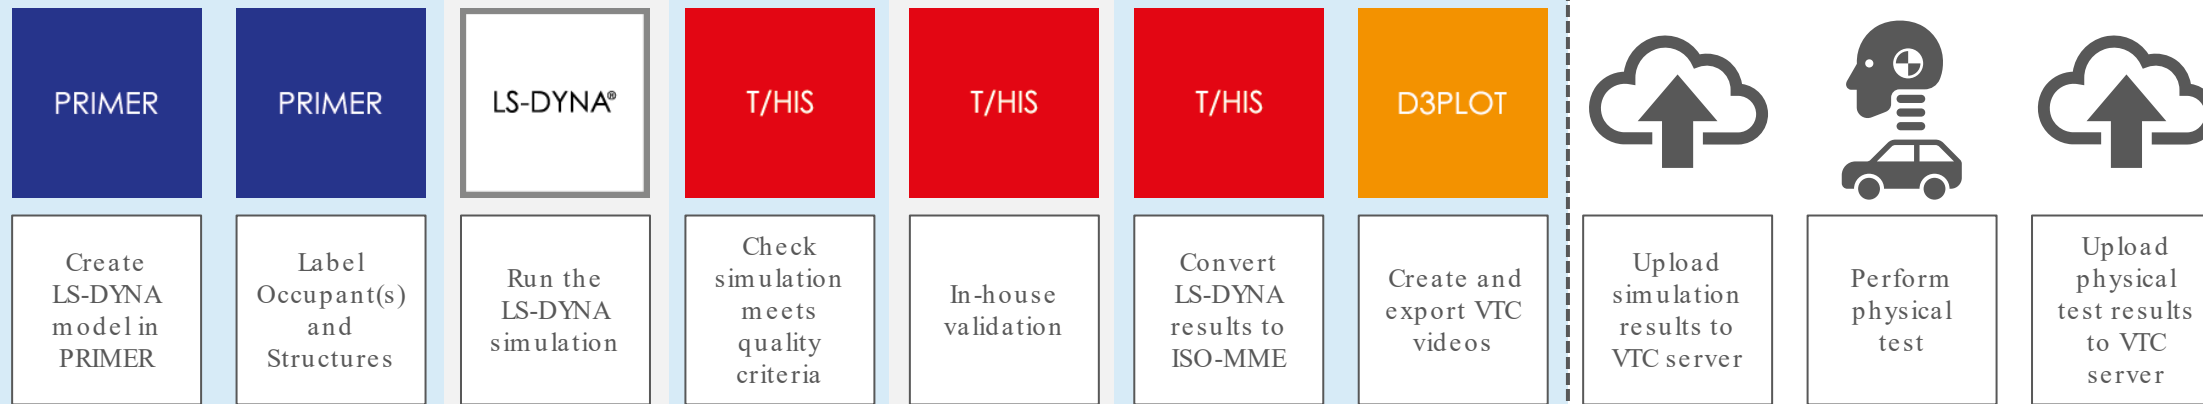 PRIMER
PRIMER
LS-DYNA®
T/HIS
T/HIS
T/HIS
D3PLOT
Create
LS-DYNA
model in
PRIMER
Label
Occupant(s)
and
Structures
Run the
LS-DYNA
simulation
Check
simulation
meets
quality
criteria
In-house
validation
Convert
LS-DYNA
results to
ISO-MME
Create and
export VTC
videos
Upload
simulation
results to
VTC server
Perform
physical
test
Upload
physical
test results
to VTC
server